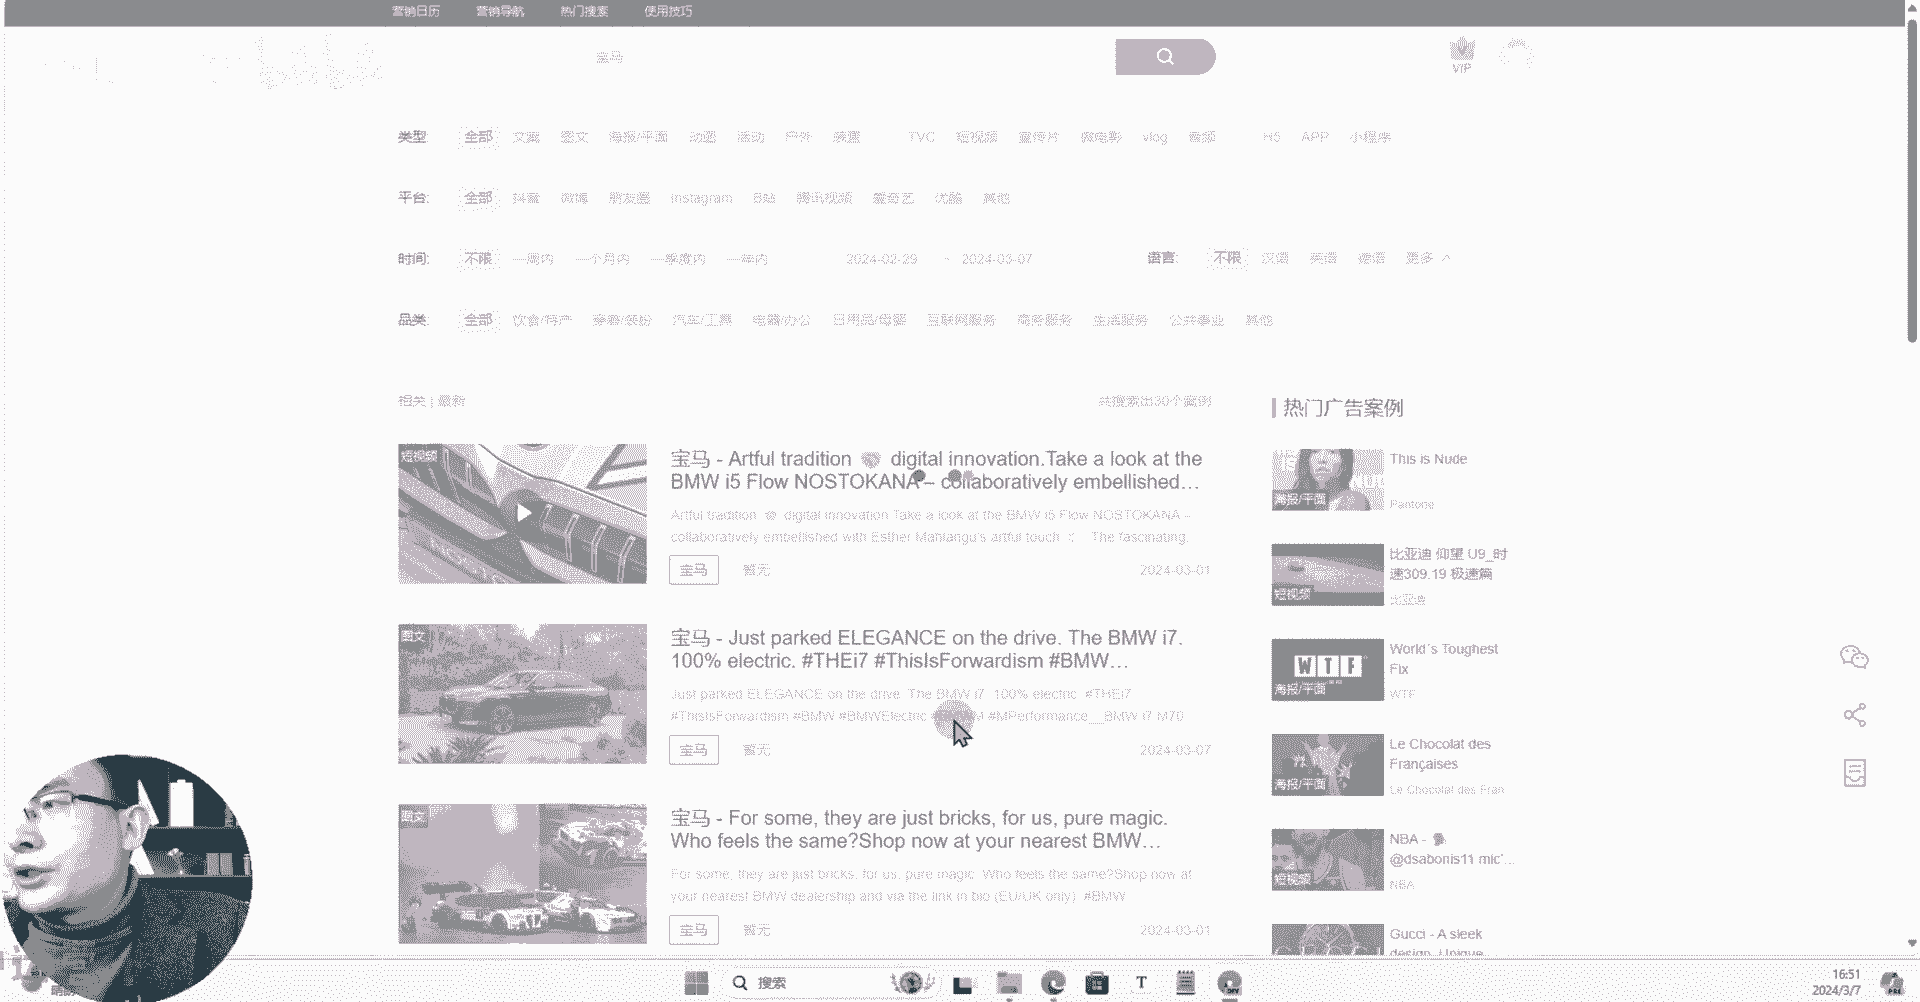 营销日历 营销导航 热门搜索 使用技巧
宝马
VIP
类型: 全部 文案 图文 海报/平面 动图 活动 户外 装置 TVC 短视频 宣传片 微电影 vlog 音频 H5 APP 小程序
平台: 全部 抖音 微博 朋友圈 Instagram B站 腾讯视频 爱奇艺 优酷 其他
时间: 不限 一周内 一个月内 一季度内 一年内 2024-02-29 - 2024-03-07 语言: 不限 汉语 英语 德语 更多
品类: 全部 饮食/特产 穿着/装扮 汽车/工具 电器/办公 日用品/母婴 互联网服务 商务服务 生活服务 公共事业 其他
相关 | 最新 共搜索出30个案例
短视频
宝马 - Artful tradition 🤝 digital innovation.Take a look at the
BMW i5 Flow NOSTOKANA – collaboratively embellished...
Artful tradition digital innovation.Take a look at the BMW i5 Flow NOSTOKANA –
collaboratively embellished with Esther Mahlangu's artful touch. The fascinating
宝马 暂无 2024-03-01
图文
宝马 - Just parked ELEGANCE on the drive. The BMW i7.
100% electric. #THEi7 #ThisIsForwardism #BMW...
Just parked ELEGANCE on the drive. The BMW i7. 100% electric. #THEi7
#ThisIsForwardism #BMW #BMWElectric #MPerformance__BMW i7 M70
宝马 暂无 2024-03-07
图文
宝马 - For some, they are just bricks, for us, pure magic.
Who feels the same?Shop now at your nearest BMW...
For some, they are just bricks, for us, pure magic. Who feels the same?Shop now at
your nearest BMW dealership and via the link in bio (EU/UK only). #BMW
宝马 暂无 2024-03-01
热门广告案例
海报/平面
This is Nude
Pantone
短视频
比亚迪 仰望 U9_时
速309.19 极速篇
比亚迪
WTF
海报/平面
World's Toughest
Fix
WTF
海报/平面
Le Chocolat des
Françaises
Le Chocolat des Fran
短视频
NBA - 🗣
@dsabonis11 mic'...
NBA
Gucci - A sleek
design. Unique
搜索
16:51
2024/3/7